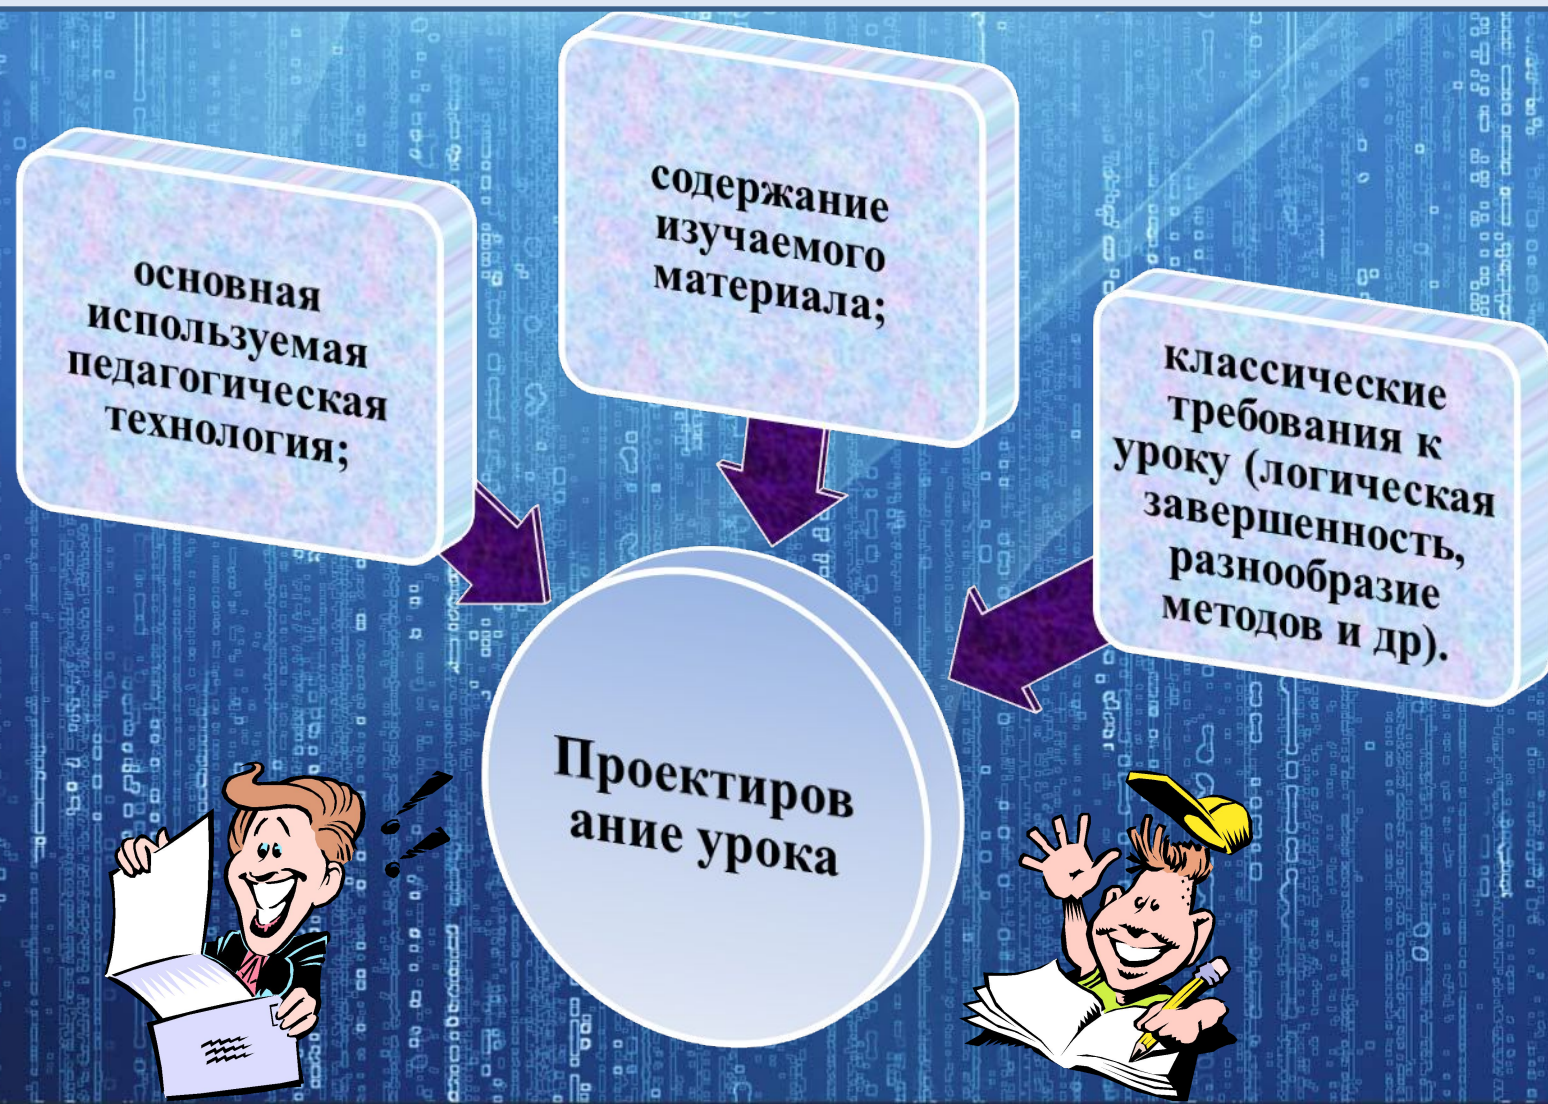 основная
используемая
педагогическая
технология;
содержание
изучаемого
материала;
классические
требования к
уроку (логическая
завершенность,
разнообразие
методов и др).
Проектиров
ание урока